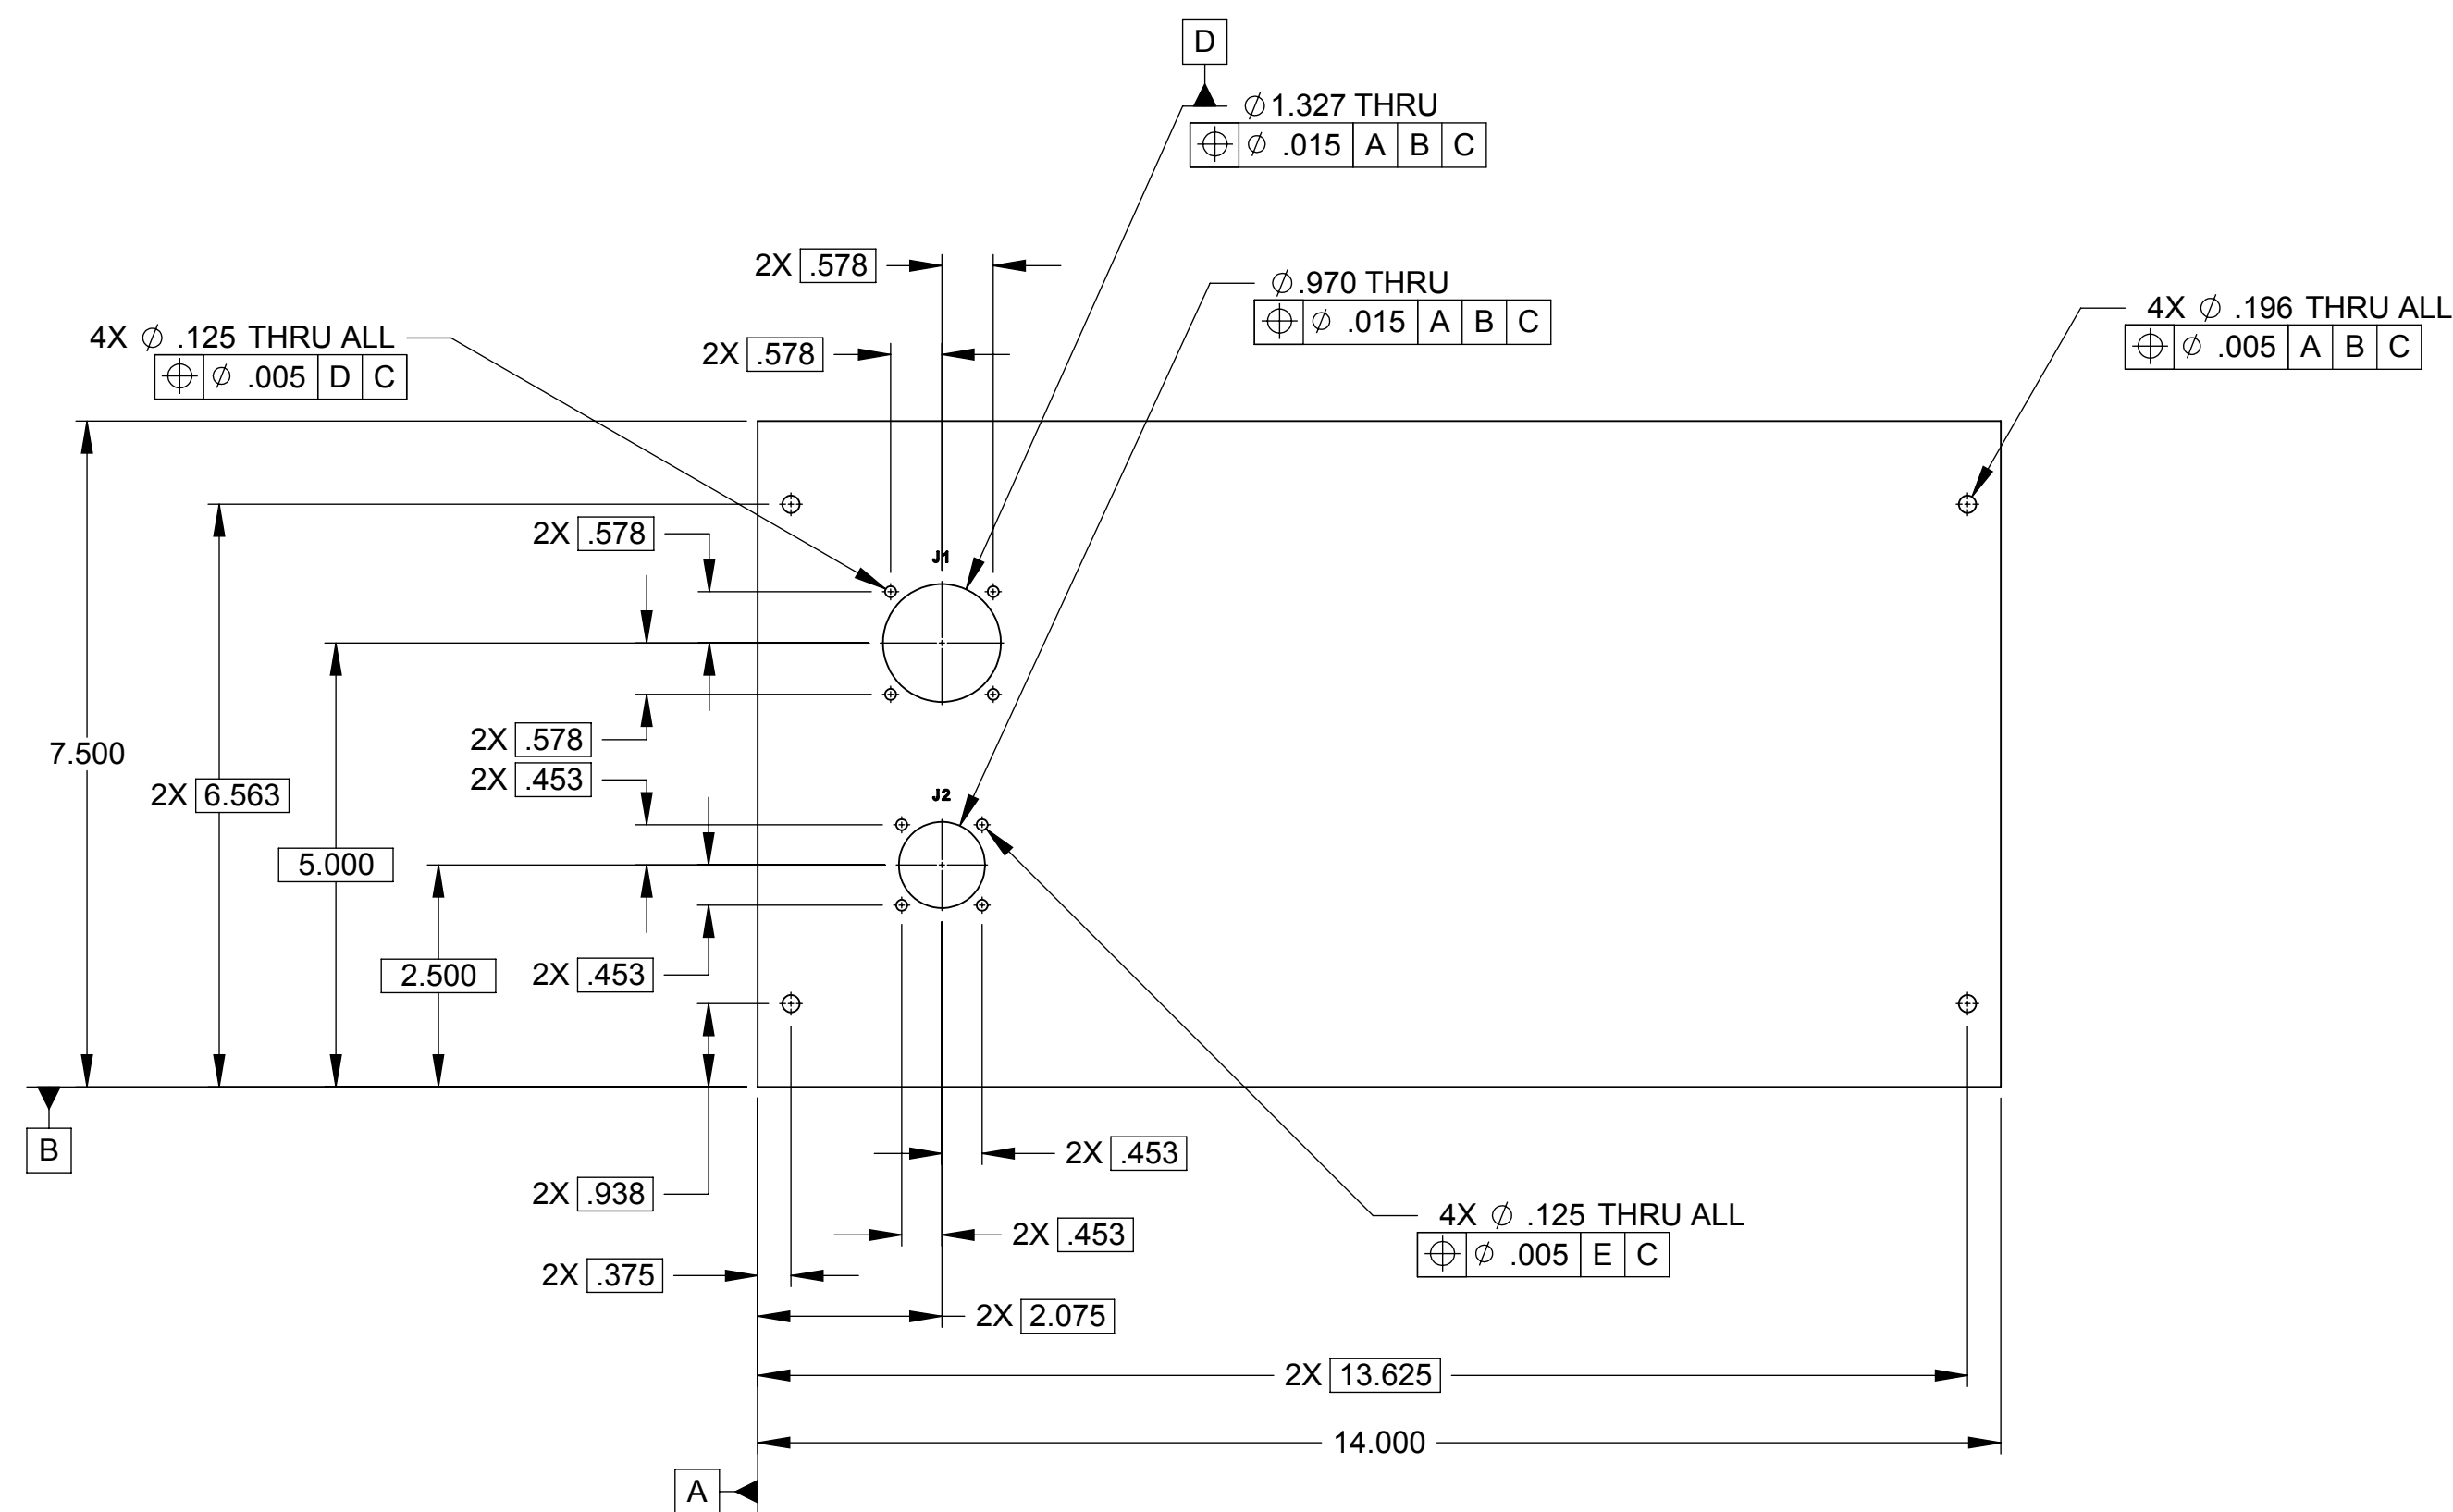 D
⌀1.327 THRU
⌖ ⌀ .015 A B C
2X .578
⌀.970 THRU
⌖ ⌀ .015 A B C
4X ⌀ .196 THRU ALL
⌖ ⌀ .005 A B C
4X ⌀ .125 THRU ALL
⌖ ⌀ .005 D C
2X .578
2X .578
J1
2X .578
7.500
2X .453
2X 6.563
J2
5.000
2.500
2X .453
B
2X .453
2X .938
4X ⌀ .125 THRU ALL
⌖ ⌀ .005 E C
2X .453
2X .375
2X 2.075
2X 13.625
14.000
A